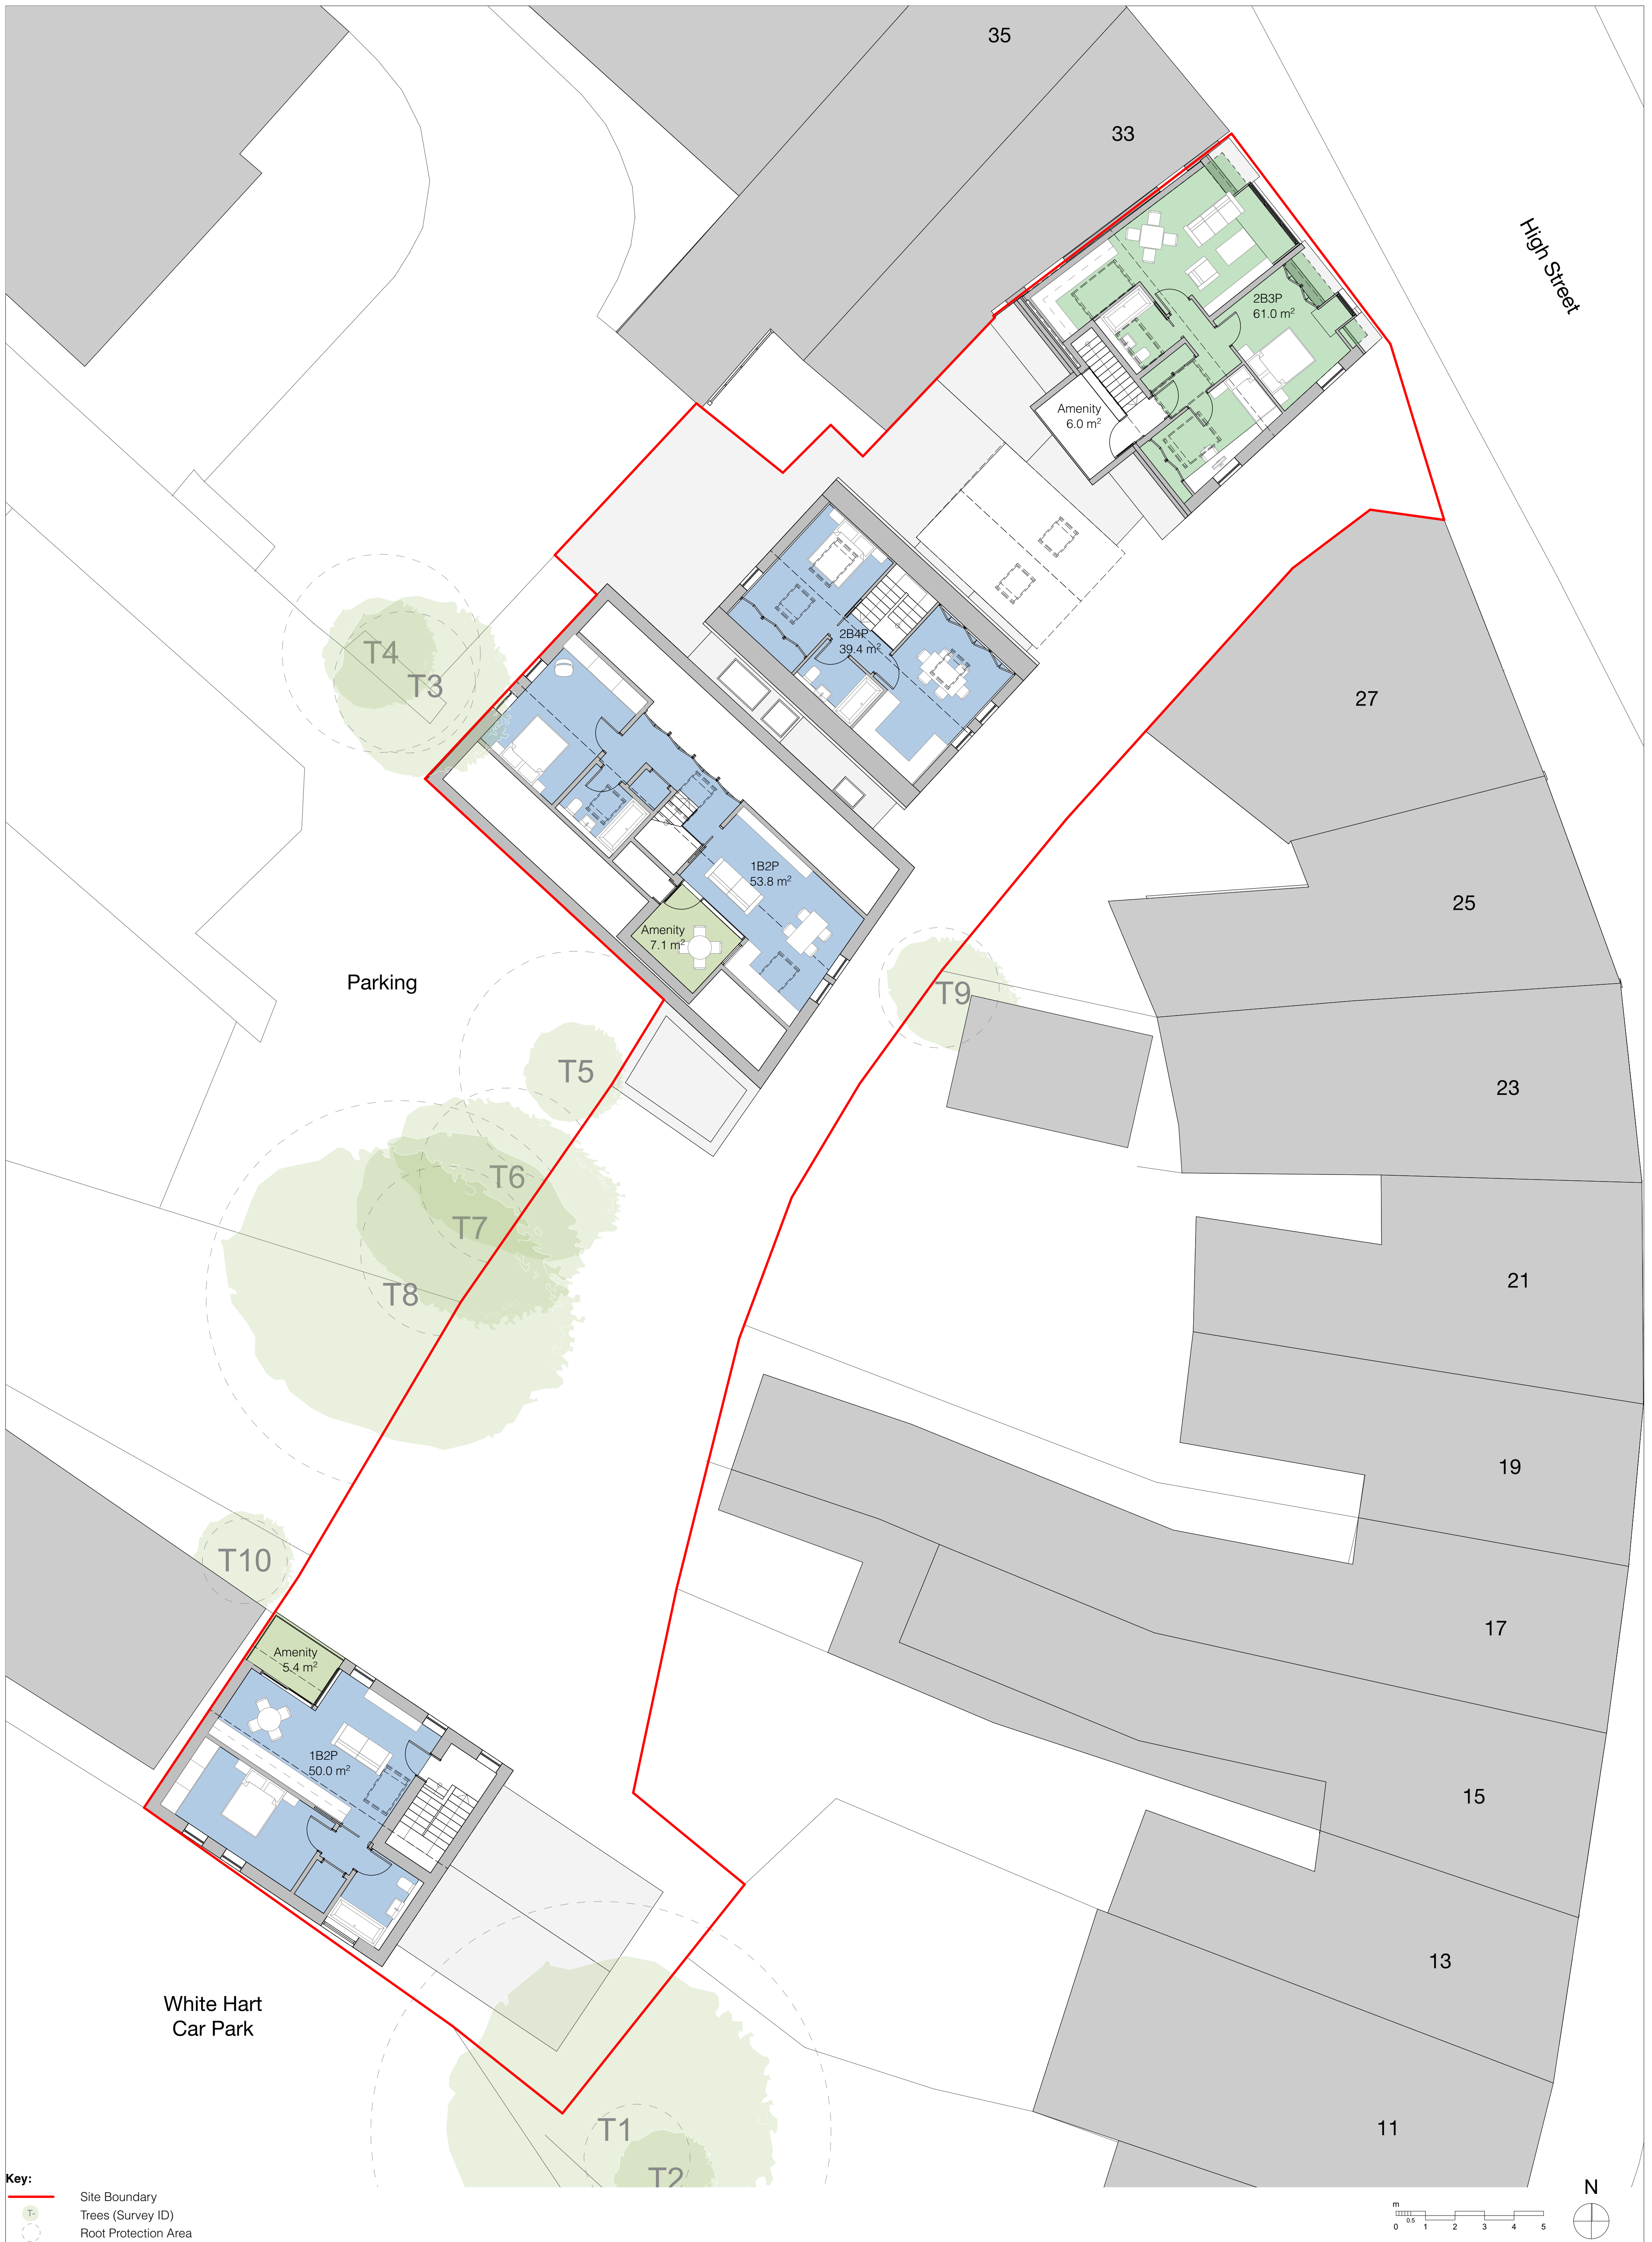 35
33
High Street
2B3P
61.0 m²
Amenity
6.0 m²
2B4P
39.4 m²
T4
T3
27
1B2P
53.8 m²
Amenity
7.1 m²
25
Parking
T9
T5
23
T6
T7
T8
21
19
T10
17
Amenity
5.4 m²
1B2P
50.0 m²
15
13
White Hart
Car Park
T1
T2
11
Key:
Site Boundary
T- Trees (Survey ID)
Root Protection Area
m
0 0.5 1 2 3 4 5
N